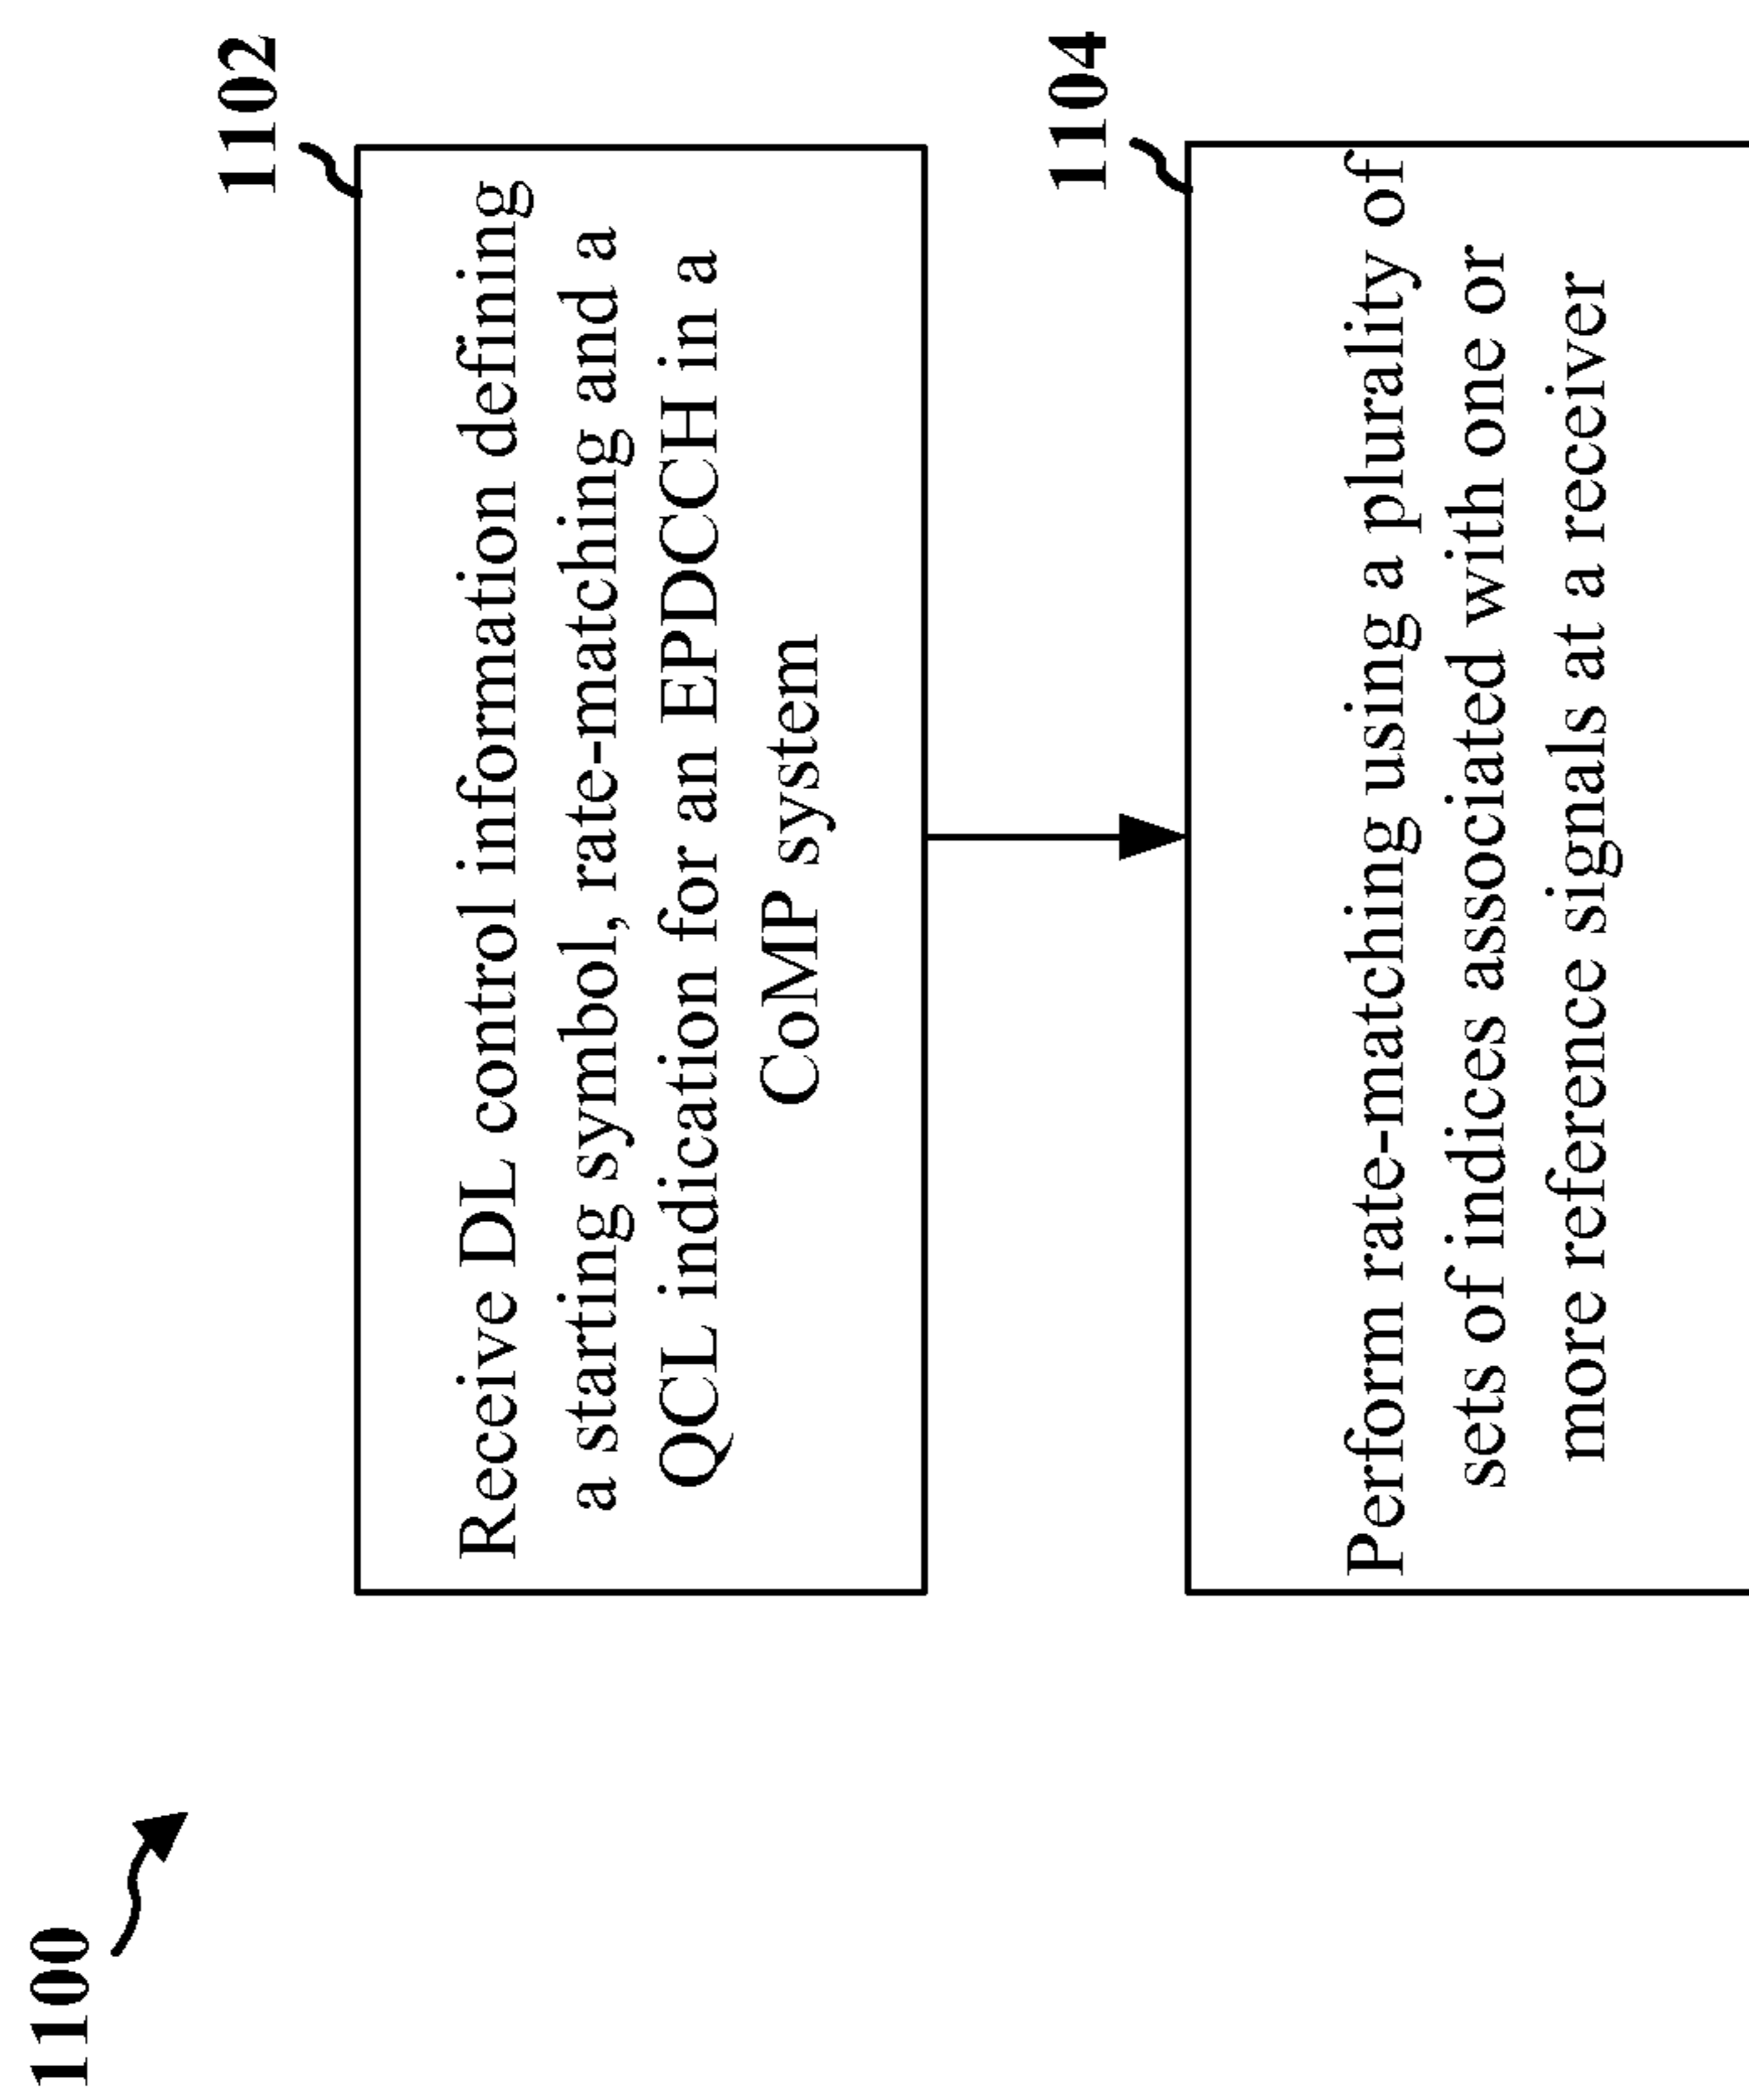 1100
1102
Receive DL control information defining
a starting symbol, rate-matching and a
QCL indication for an EPDCCH in a
CoMP system
1104
Perform rate-matching using a plurality of
sets of indices associated with one or
more reference signals at a receiver